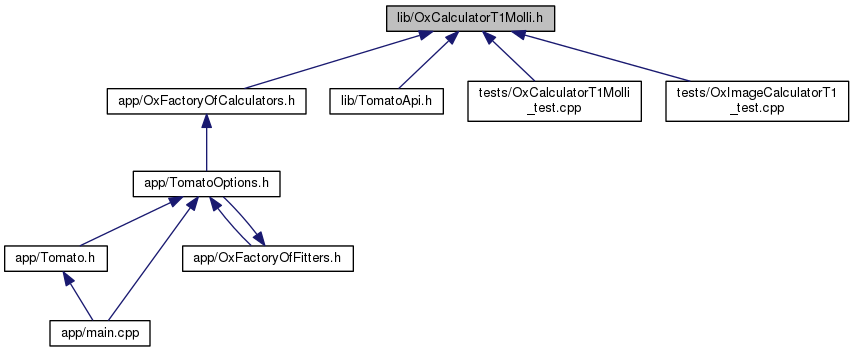 lib/OxCalculatorT1Molli.h
app/OxFactoryOfCalculators.h
lib/TomatoApi.h
tests/OxCalculatorT1Molli
_test.cpp
tests/OxImageCalculatorT1
_test.cpp
app/TomatoOptions.h
app/Tomato.h
app/OxFactoryOfFitters.h
app/main.cpp